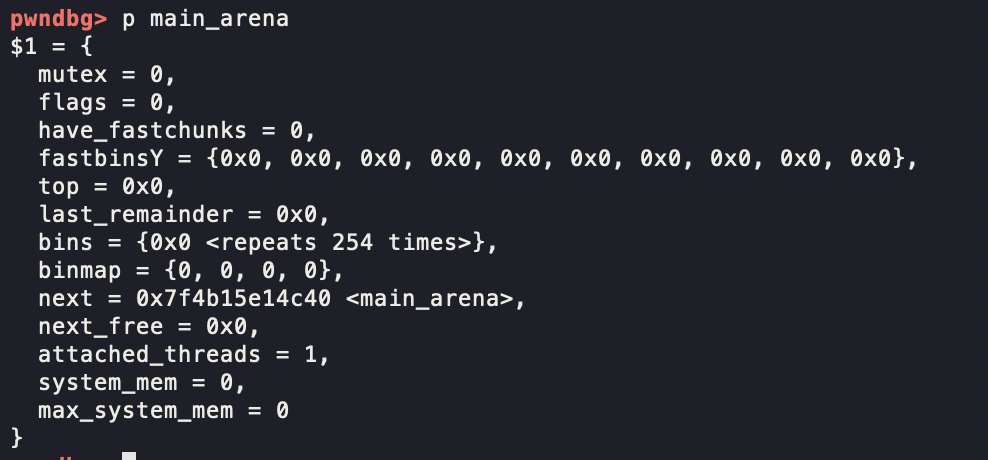 pwndbg> p main_arena
$1 = {
  mutex = 0,
  flags = 0,
  have_fastchunks = 0,
  fastbinsY = {0x0, 0x0, 0x0, 0x0, 0x0, 0x0, 0x0, 0x0, 0x0, 0x0},
  top = 0x0,
  last_remainder = 0x0,
  bins = {0x0 <repeats 254 times>},
  binmap = {0, 0, 0, 0},
  next = 0x7f4b15e14c40 <main_arena>,
  next_free = 0x0,
  attached_threads = 1,
  system_mem = 0,
  max_system_mem = 0
}